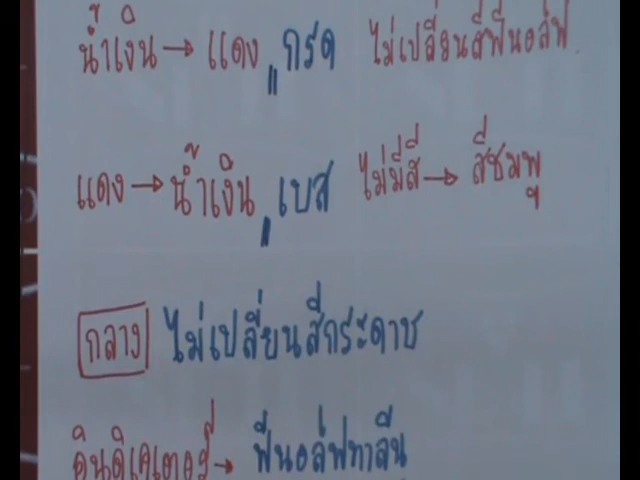 น้ำเงิน → แดง " กรด ไม่เปลี่ยนสีฟีนอล์ฟ
แดง → น้ำเงิน " เบส ไม่มีสี → สีชมพู
กลาง ไม่เปลี่ยนสีกระดาษ
อินดิเคเตอร์ → ฟีนอล์ฟทาลีน